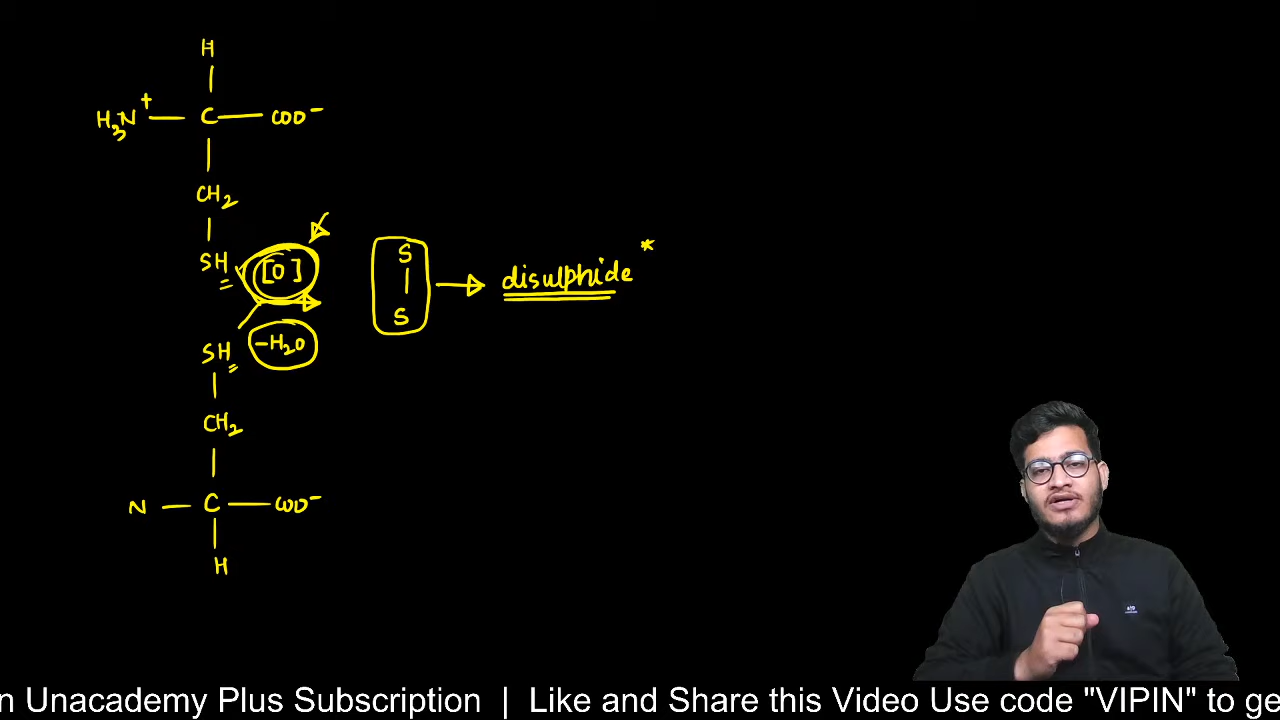 H
H3N+ — C — COO-
CH2
SH [O] S — S → disulphide *
SH -H2O
CH2
N — C — COO-
H
n Unacademy Plus Subscription | Like and Share this Video Use code "VIPIN" to ge